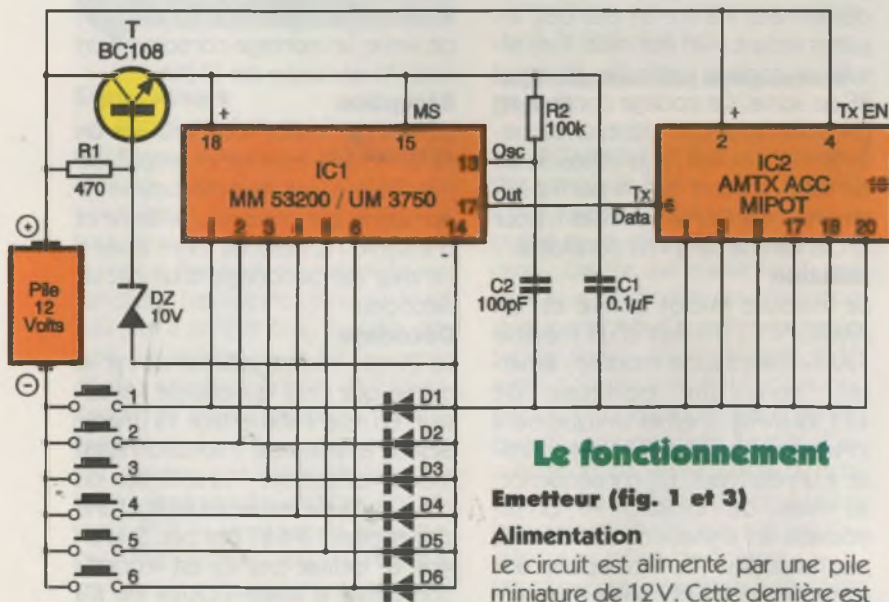 T
BC108
R1
470
DZ
10V
Pile
12
Volts
+
18
15
MS
IC1
MM 53200 / UM 3750
Osc
13
Out
17
2
3
6
14
R2
100k
C2
100pF
C1
0.1µF
+
2
Tx EN
4
IC2
AMTX ACC
MIPOT
Tx
Data
17
18
20
1
2
3
4
5
6
D1
D2
D3
D4
D5
D6
Le fonctionnement
Emetteur (fig. 1 et 3)
Alimentation
Le circuit est alimenté par une pile
miniature de 12V. Cette dernière est